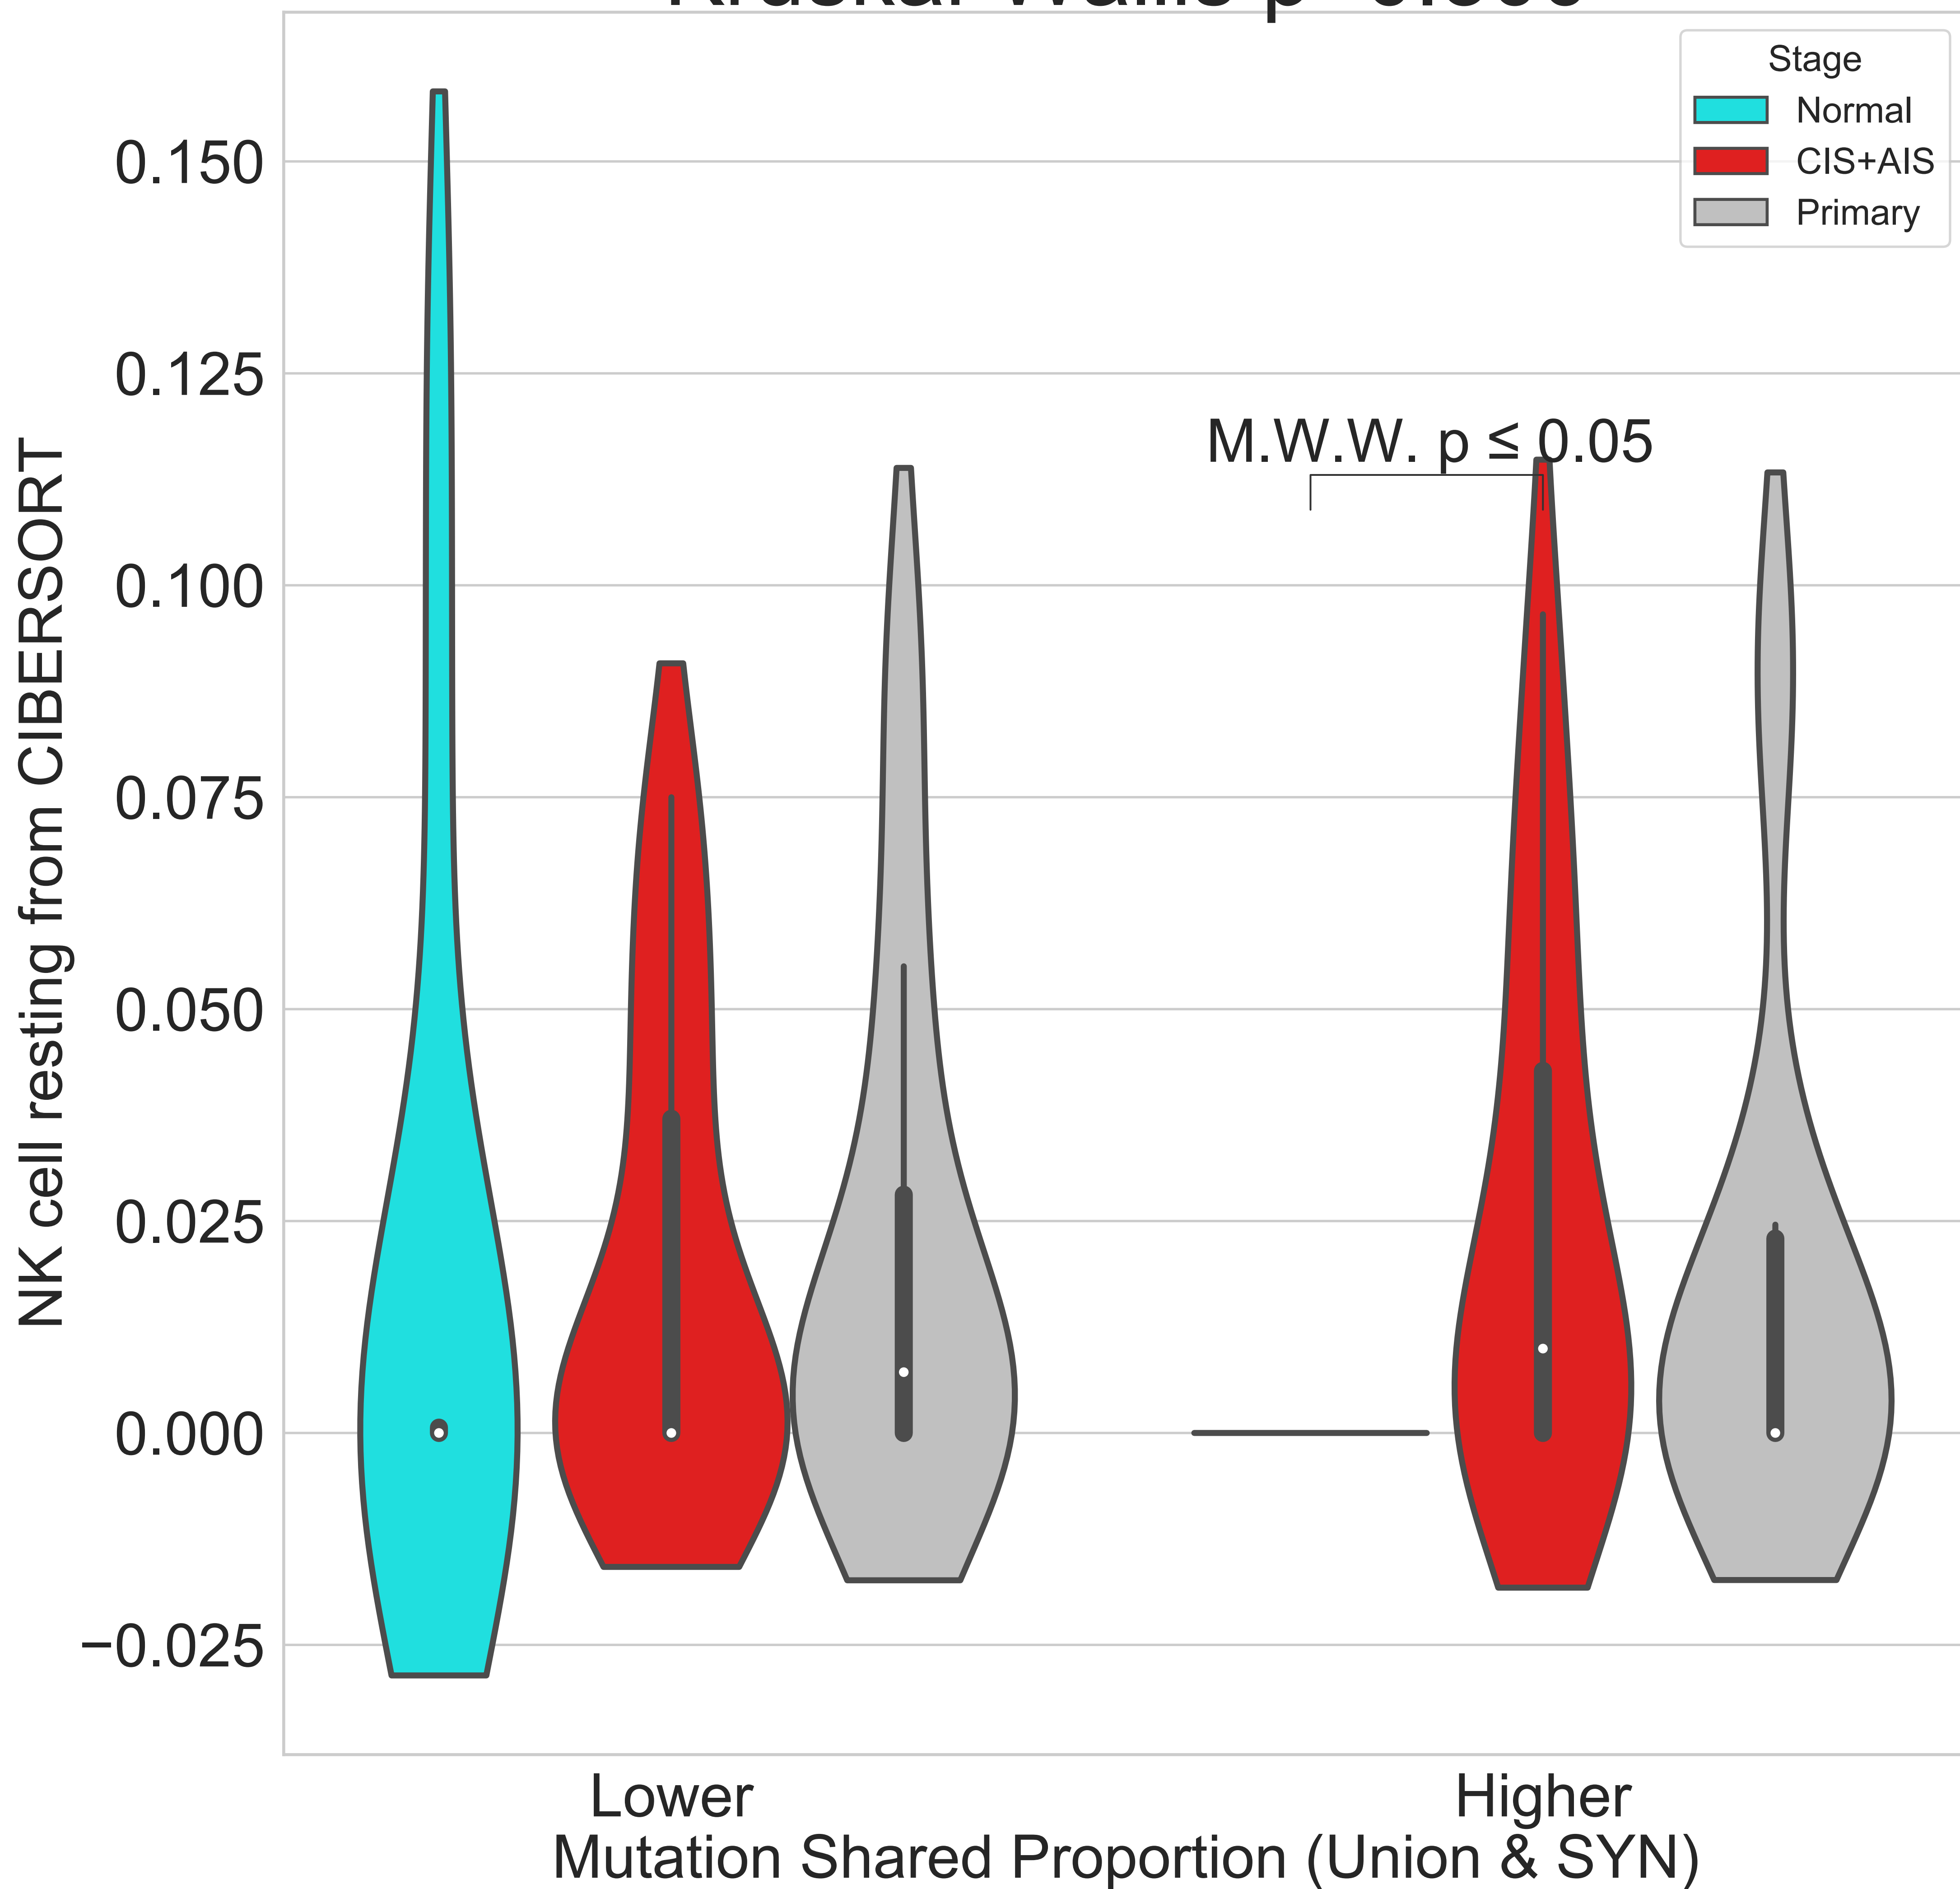 Stage
Normal
CIS+AIS
Primary
0.150
0.125
0.100
0.075
0.050
0.025
0.000
−0.025
NK cell resting from CIBERSORT
M.W.W. p ≤ 0.05
Lower
Higher
Mutation Shared Proportion (Union & SYN)